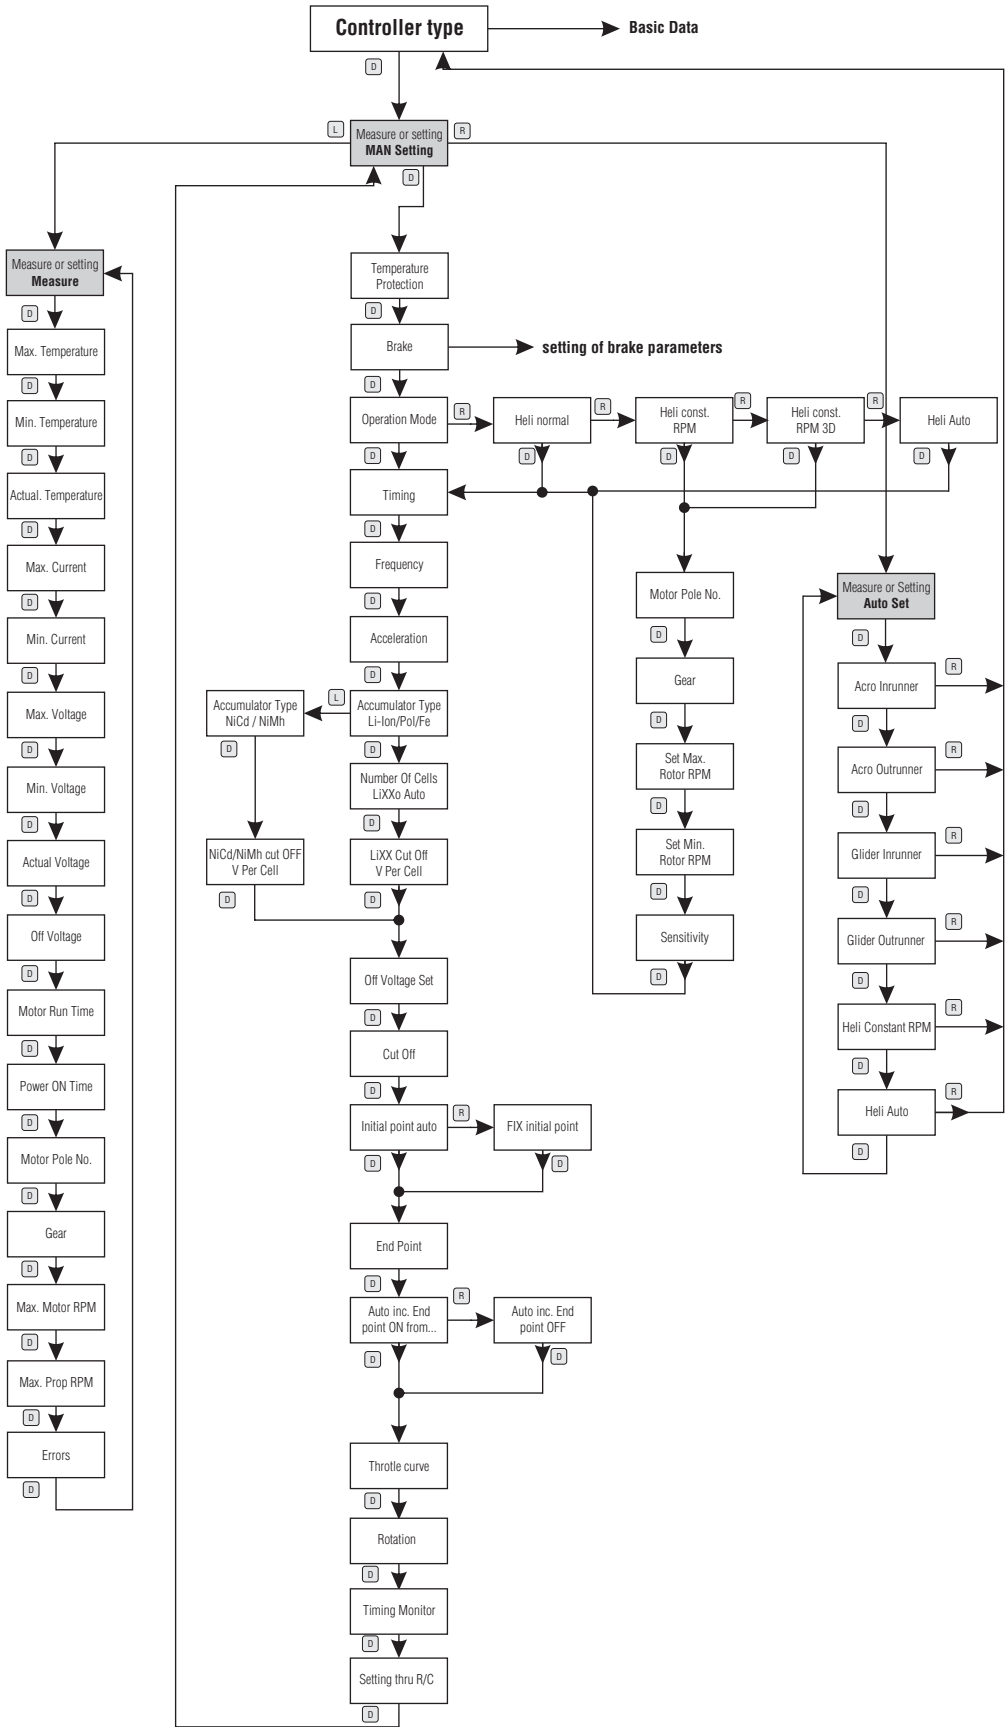 Controller type
Basic Data
D
L
Measure or setting
MAN Setting
R
D
Measure or setting
Measure
D
Max. Temperature
D
Min. Temperature
D
Actual. Temperature
D
Max. Current
D
Min. Current
D
Max. Voltage
D
Min. Voltage
D
Actual Voltage
D
Off Voltage
D
Motor Run Time
D
Power ON Time
D
Motor Pole No.
D
Gear
D
Max. Motor RPM
D
Max. Prop RPM
D
Errors
D
Temperature
Protection
D
Brake
setting of brake parameters
D
Operation Mode
R
Heli normal
R
Heli const.
RPM
R
Heli const.
RPM 3D
R
Heli Auto
D
D
D
D
D
Timing
D
Frequency
D
Acceleration
D
Accumulator Type
NiCd / NiMh
L
Accumulator Type
Li-Ion/Pol/Fe
D
D
Number Of Cells
LiXXo Auto
D
NiCd/NiMh cut OFF
V Per Cell
LiXX Cut Off
V Per Cell
D
D
Off Voltage Set
D
Cut Off
D
Initial point auto
R
FIX initial point
D
D
End Point
D
Auto inc. End
point ON from...
R
Auto inc. End
point OFF
D
D
Throtle curve
D
Rotation
D
Timing Monitor
D
Setting thru R/C
D
Motor Pole No.
D
Gear
D
Set Max.
Rotor RPM
D
Set Min.
Rotor RPM
D
Sensitivity
D
Measure or Setting
Auto Set
D
Acro Inrunner
R
D
Acro Outrunner
R
D
Glider Inrunner
R
D
Glider Outrunner
R
D
Heli Constant RPM
R
D
Heli Auto
R
D